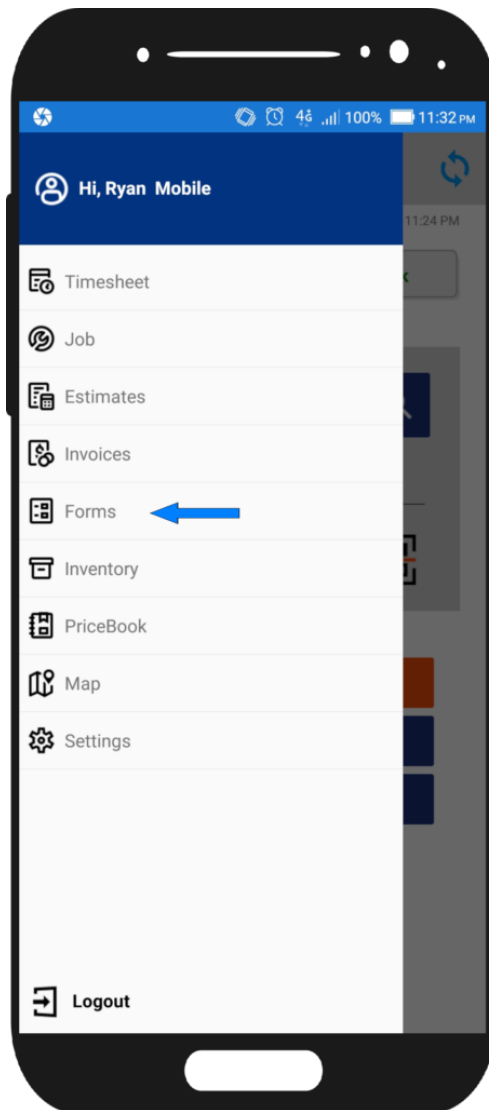 4G 100% 11:32 PM
Hi, Ryan Mobile
11:24 PM
Timesheet
Job
Estimates
Invoices
Forms
Inventory
PriceBook
Map
Settings
Logout